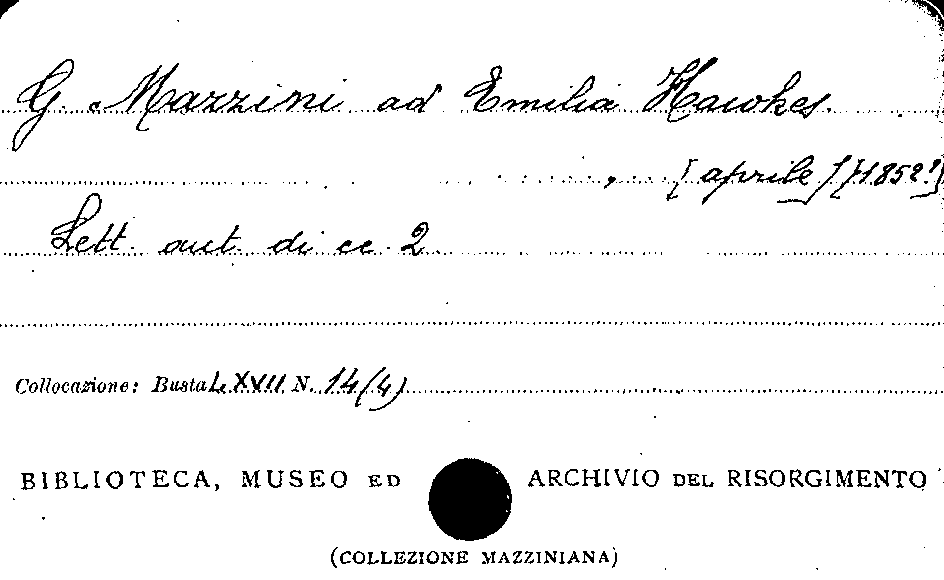 G. Mazzini ad Emilia Hawkes.
, [aprile] [1852?]
Lett. aut. di cc. 2
Collocazione: Busta LXVII N. 14(4)
BIBLIOTECA, MUSEO ED ARCHIVIO DEL RISORGIMENTO
(COLLEZIONE MAZZINIANA)